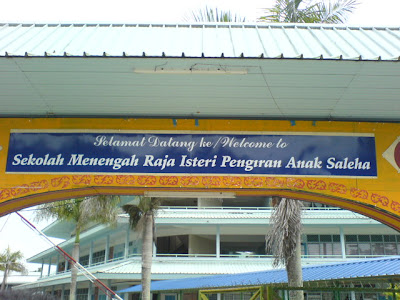 Selamat Datang ke/Welcome to
Sekolah Menengah Raja Isteri Pengiran Anak Saleha